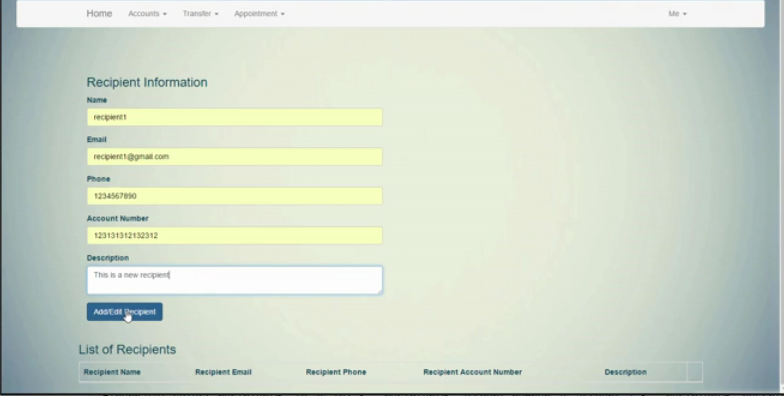 Home Accounts Transfer Appointment Me
Recipient Information
Name
recipient1
Email
recipient1@gmail.com
Phone
1234567890
Account Number
123131312132312
Description
This is a new recipient
Add/Edit Recipient
List of Recipients
Recipient Name Recipient Email Recipient Phone Recipient Account Number Description